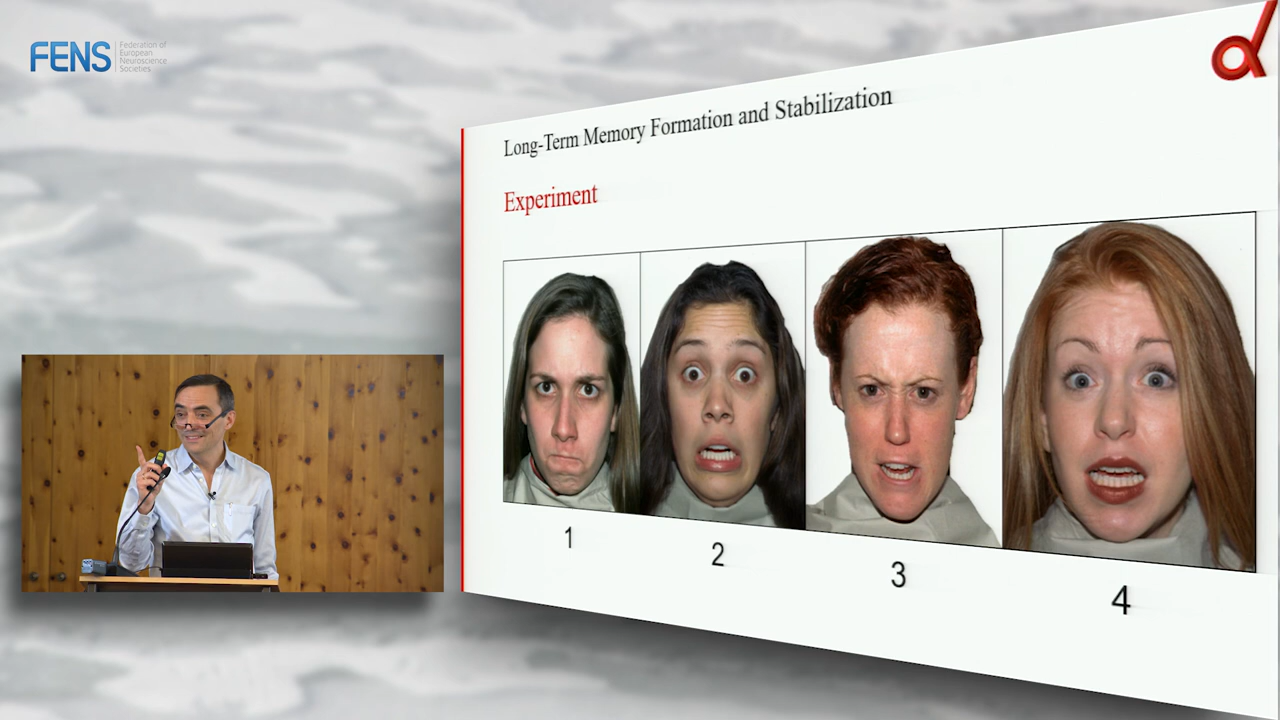 FENS
Federation of
European
Neuroscience
Societies
Long-Term Memory Formation and Stabilization
Experiment
1
2
3
4